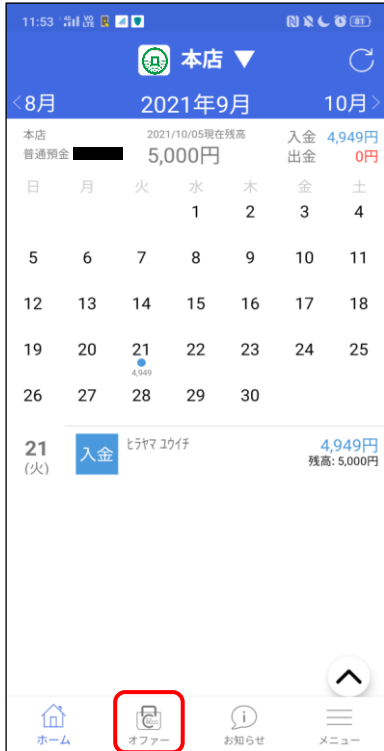 11:53
81
本店 ▼
<8月 2021年9月 10月>
本店 2021/10/05現在残高 入金 4,949円
普通預金 5,000円 出金 0円
日 月 火 水 木 金 土
1 2 3 4
5 6 7 8 9 10 11
12 13 14 15 16 17 18
19 20 21 22 23 24 25
4,949
26 27 28 29 30
21 入金 ﾋﾗﾔﾏ ﾕｳｲﾁ 4,949円
(火) 残高: 5,000円
ホーム オファー お知らせ メニュー